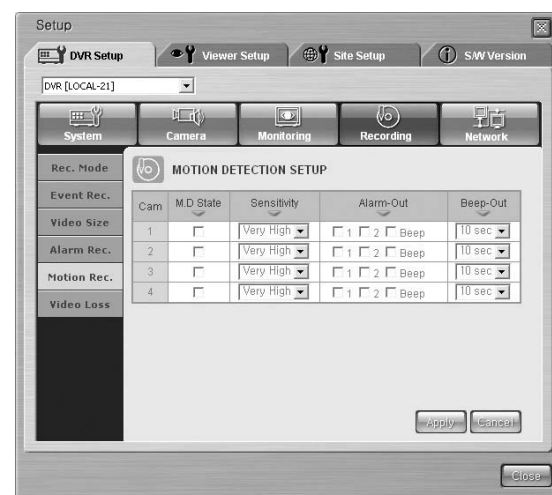 Setup
DVR Setup Viewer Setup Site Setup S/W Version
DVR [LOCAL-21]
System Camera Monitoring Recording Network
Rec. Mode
Event Rec.
Video Size
Alarm Rec.
Motion Rec.
Video Loss
MOTION DETECTION SETUP
Cam M.D State Sensitivity Alarm-Out Beep-Out
1 Very High 1 2 Beep 10 sec
2 Very High 1 2 Beep 10 sec
3 Very High 1 2 Beep 10 sec
4 Very High 1 2 Beep 10 sec
Apply Cancel
Close